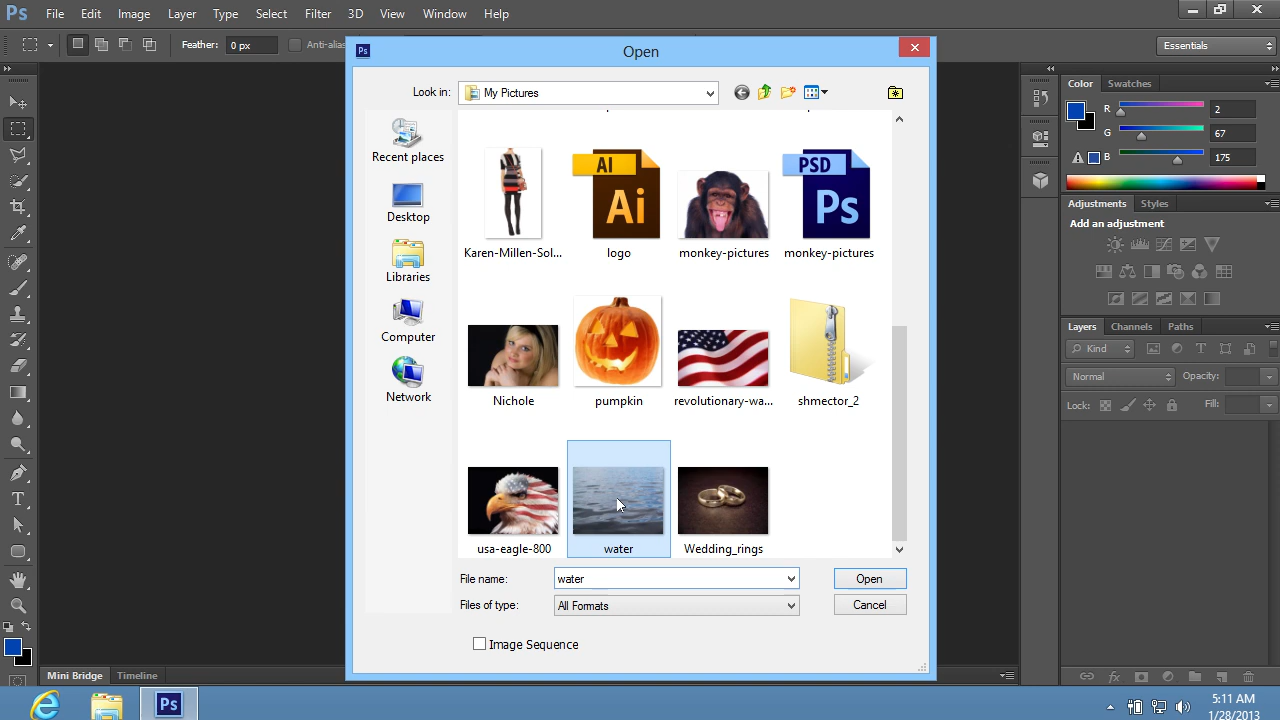 Ps File Edit Image Layer Type Select Filter 3D View Window Help
Feather: 0 px Anti-alias Essentials
Ps Open
Look in: My Pictures
Recent places
Desktop
Libraries
Computer
Network
AI Ai
PSD Ps
Karen-Millen-Sol... logo monkey-pictures monkey-pictures
Nichole pumpkin revolutionary-wa... shmector_2
usa-eagle-800 water Wedding_rings
File name: water Open
Files of type: All Formats Cancel
Image Sequence
Color Swatches
R 2
G 67
B 175
Adjustments Styles
Add an adjustment
Layers Channels Paths
Kind
Normal Opacity:
Lock: Fill:
Mini Bridge Timeline
Ps
5:11 AM
1/28/2013